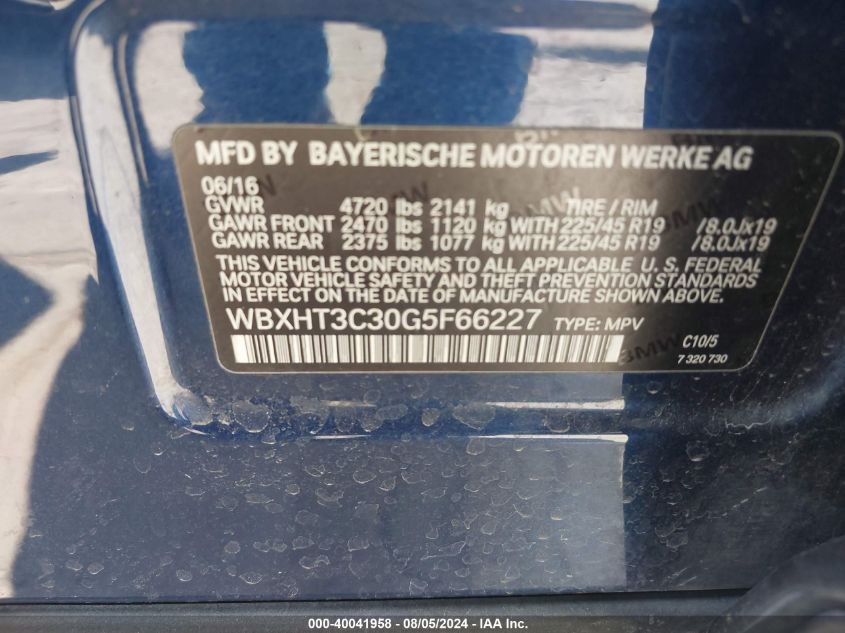 MFD BY BAYERISCHE MOTOREN WERKE AG
06/16
GVWR 4720 lbs 2141 kg TIRE / RIM
GAWR FRONT 2470 lbs 1120 kg WITH 225/45 R19 /8.0Jx19
GAWR REAR 2375 lbs 1077 kg WITH 225/45 R19 /8.0Jx19
THIS VEHICLE CONFORMS TO ALL APPLICABLE U. S. FEDERAL
MOTOR VEHICLE SAFETY AND THEFT PREVENTION STANDARDS
IN EFFECT ON THE DATE OF MANUFACTURE SHOWN ABOVE.
WBXHT3C30G5F66227 TYPE: MPV
C10/5
7 320 730
000-40041958 - 08/05/2024 - IAAI Inc.